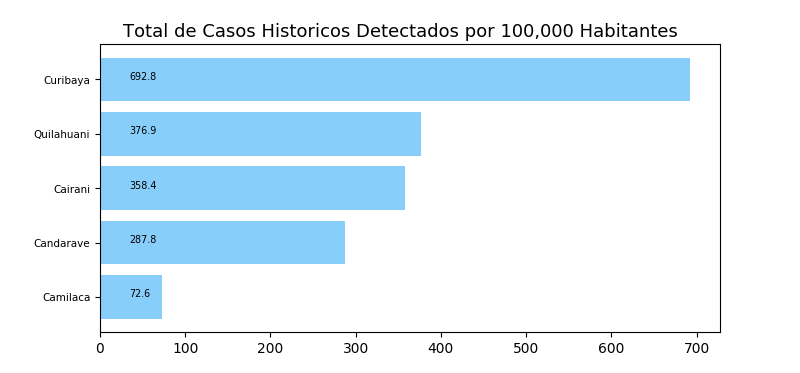 Total de Casos Historicos Detectados por 100,000 Habitantes
Curibaya 692.8
Quilahuani 376.9
Cairani 358.4
Candarave 287.8
Camilaca 72.6
0 100 200 300 400 500 600 700